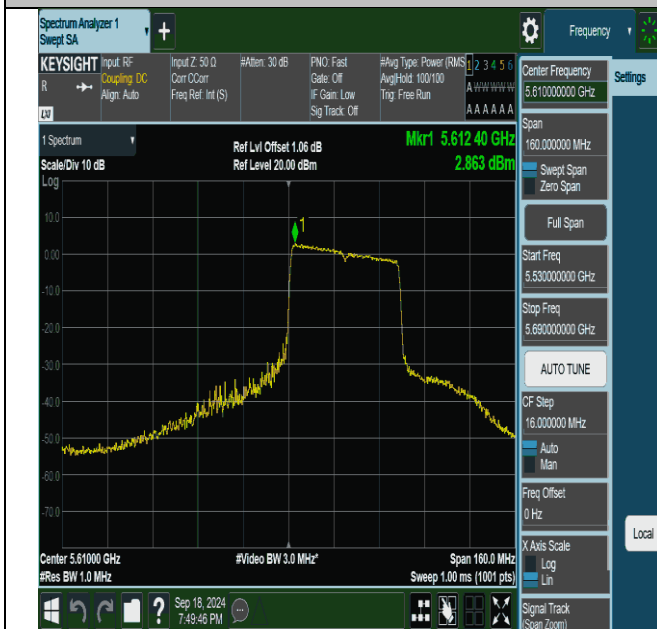 Spectrum Analyzer 1
Swept SA
+
Frequency
KEYSIGHT
R
LXI
Input: RF
Coupling: DC
Align: Auto
Input Z: 50 Ω
Corr CCorr
Freq Ref: Int (S)
#Atten: 30 dB
PNO: Fast
Gate: Off
IF Gain: Low
Sig Track: Off
#Avg Type: Power (RMS
Avg|Hold: 100/100
Trig: Free Run
1 2 3 4 5 6
A W W W W W
A A A A A A
1 Spectrum
Scale/Div 10 dB
Log
Ref Lvl Offset 1.06 dB
Ref Level 20.00 dBm
Mkr1 5.612 40 GHz
2.863 dBm
1
10.0
0.00
-10.0
-20.0
-30.0
-40.0
-50.0
-60.0
-70.0
Center 5.61000 GHz
#Res BW 1.0 MHz
#Video BW 3.0 MHz*
Span 160.0 MHz
Sweep 1.00 ms (1001 pts)
?
Sep 18, 2024
7:49:46 PM
Center Frequency
5.610000000 GHz
Span
160.000000 MHz
Swept Span
Zero Span
Full Span
Start Freq
5.530000000 GHz
Stop Freq
5.690000000 GHz
AUTO TUNE
CF Step
16.000000 MHz
Auto
Man
Freq Offset
0 Hz
X Axis Scale
Log
Lin
Signal Track
(Span Zoom)
Settings
Local